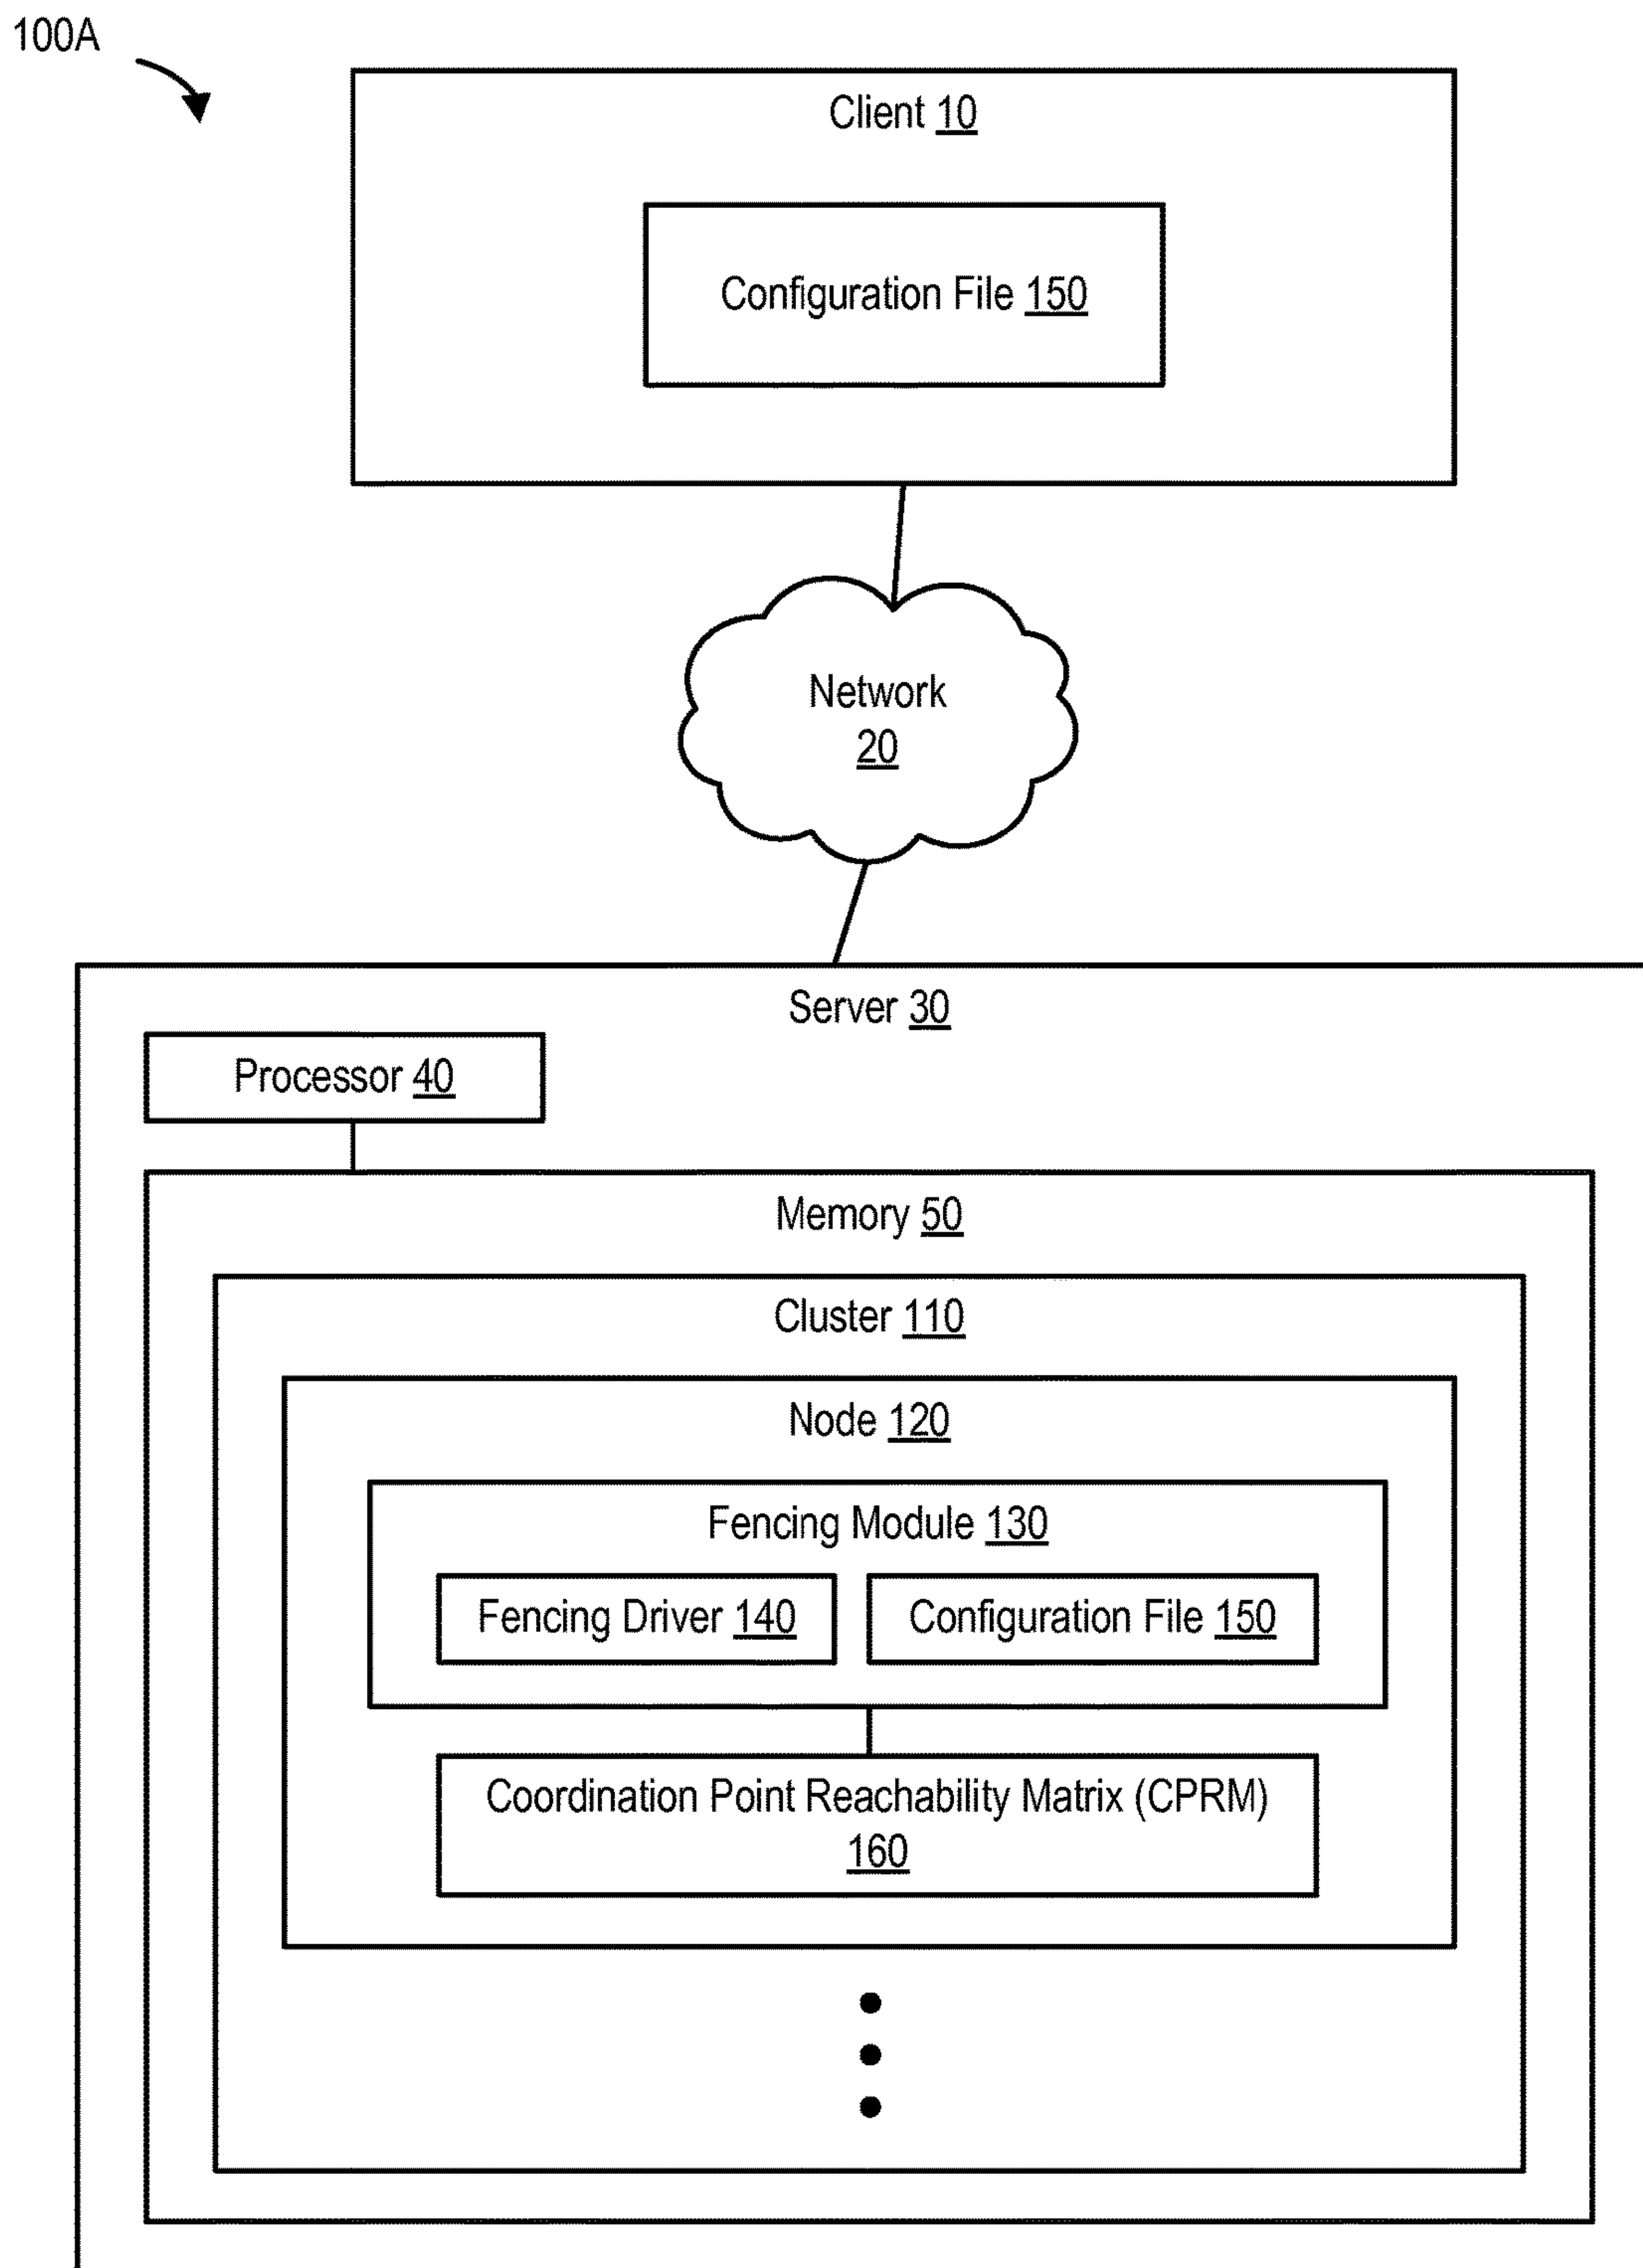 100A
Client 10
Configuration File 150
Network
20
Server 30
Processor 40
Memory 50
Cluster 110
Node 120
Fencing Module 130
Fencing Driver 140
Configuration File 150
Coordination Point Reachability Matrix (CPRM)
160